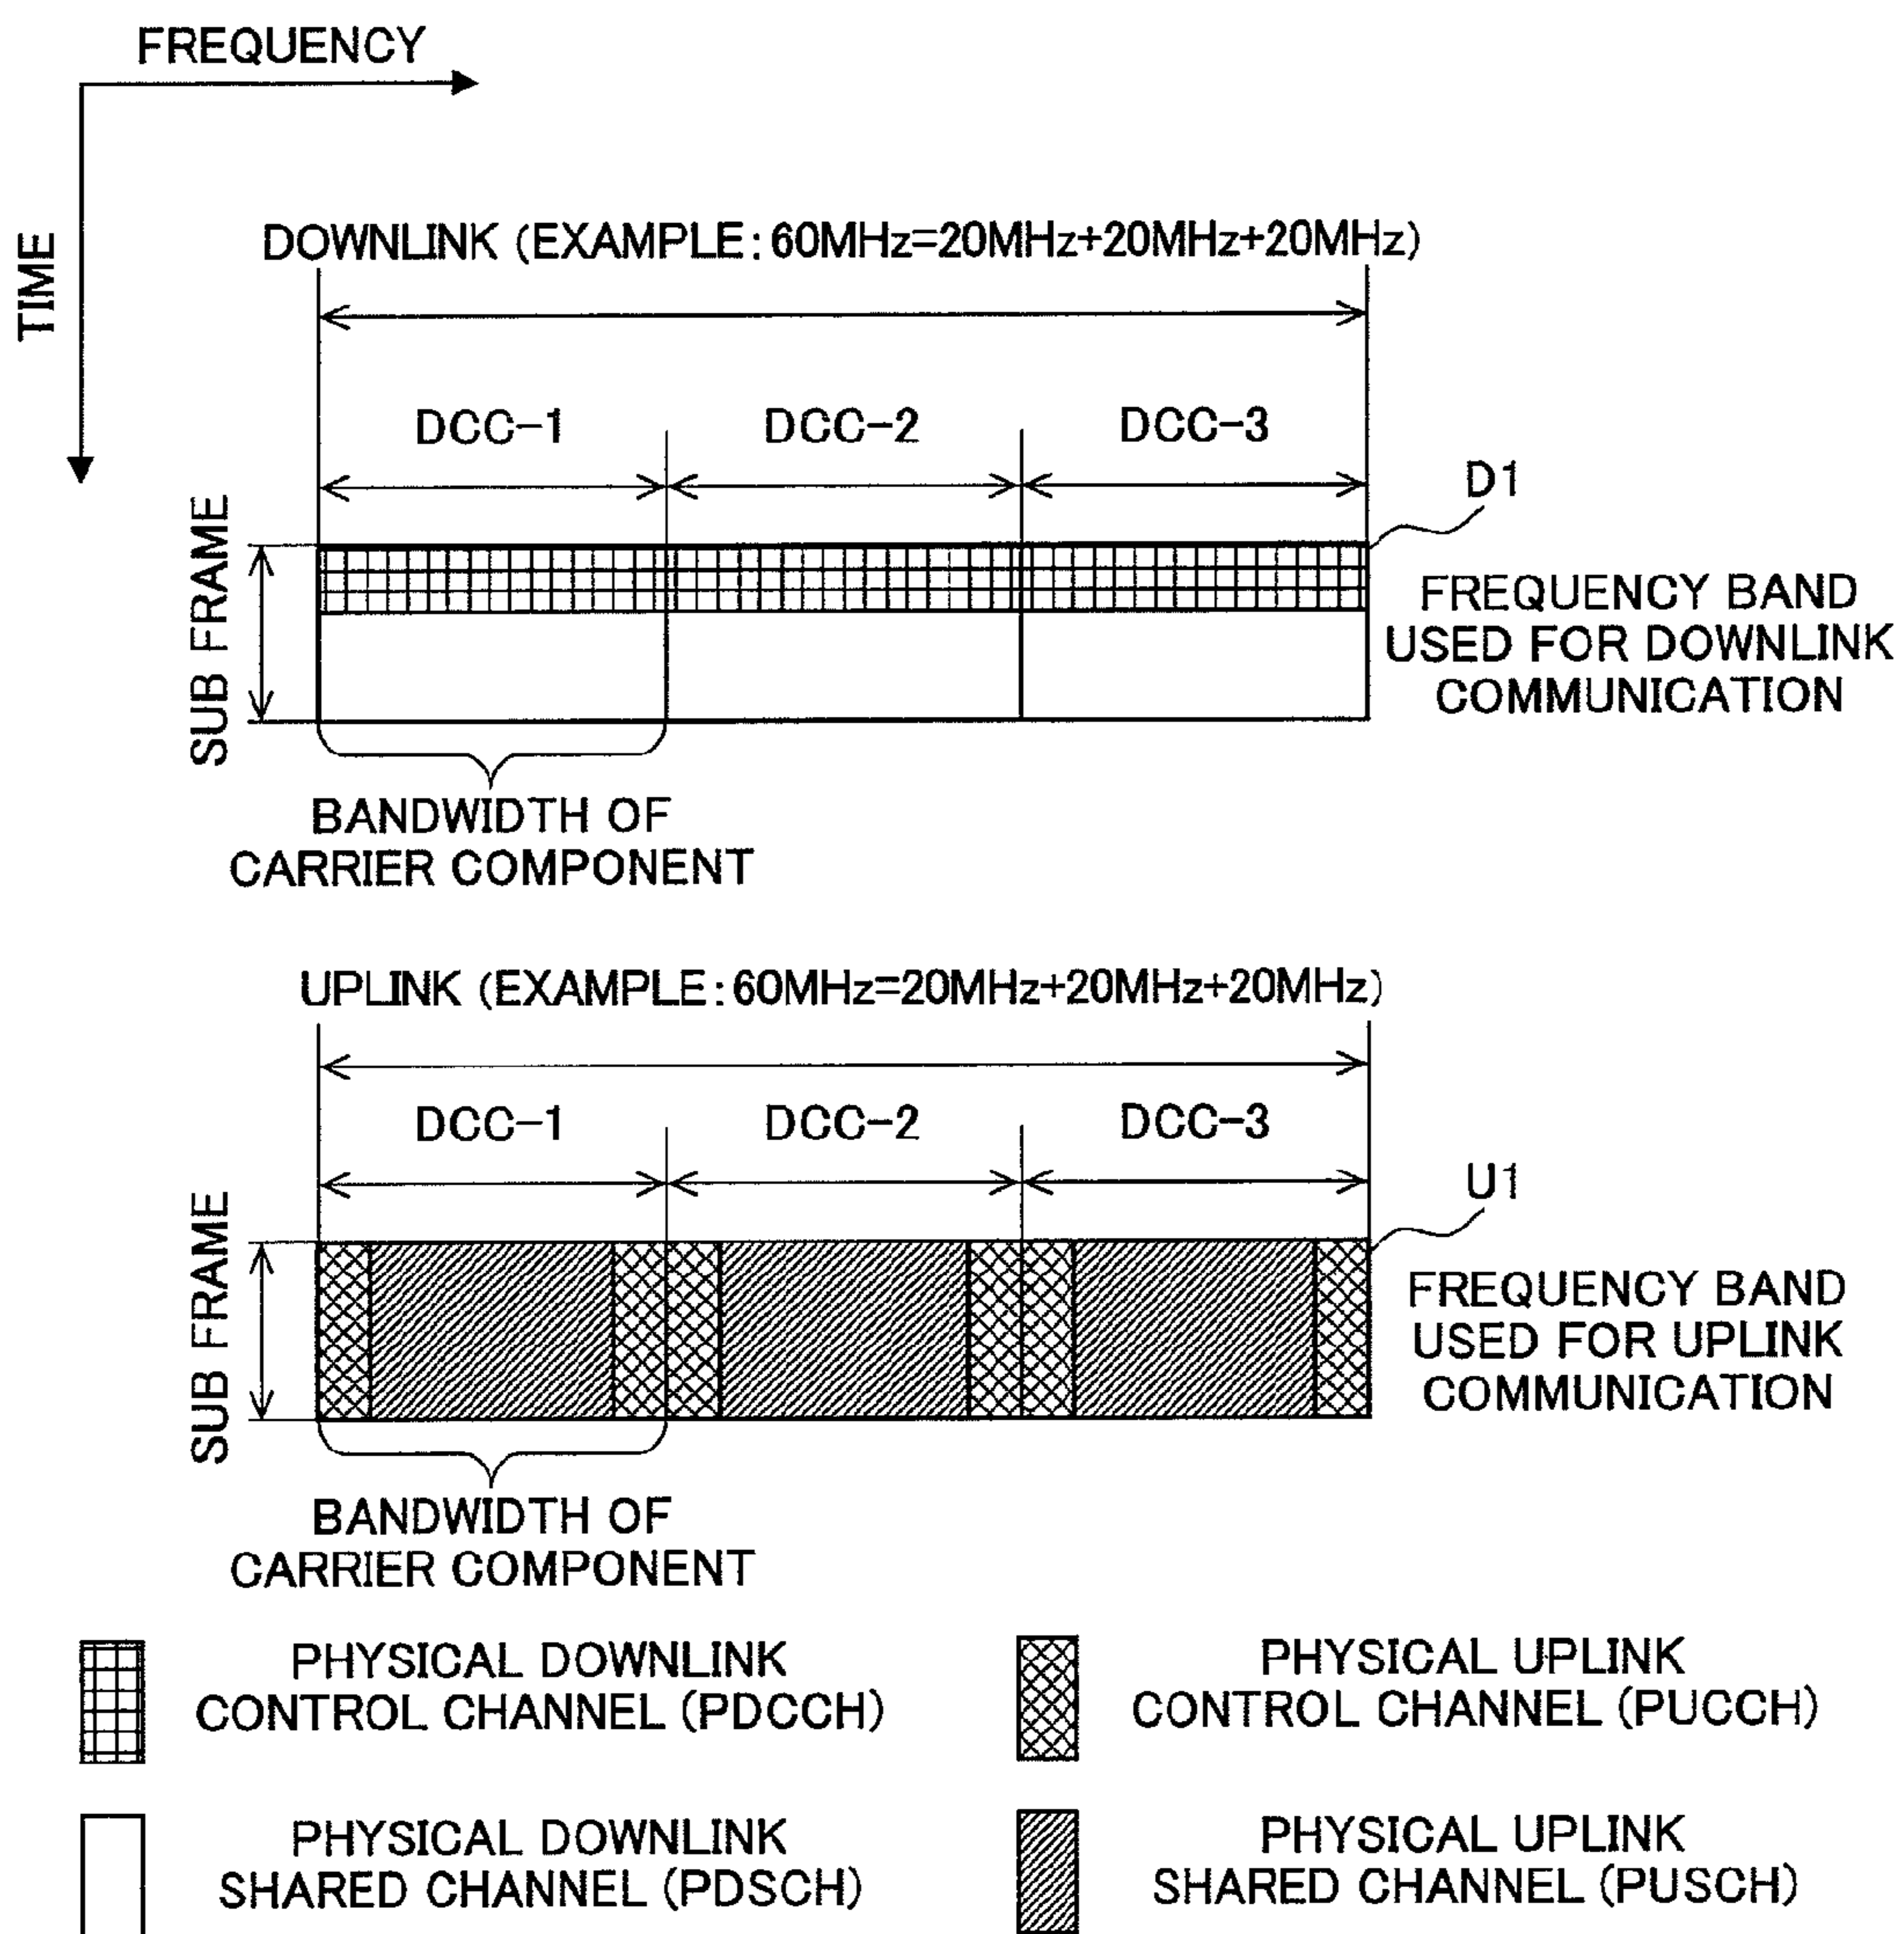 FREQUENCY
TIME
DOWNLINK (EXAMPLE: 60MHz=20MHz+20MHz+20MHz)
DCC-1
DCC-2
DCC-3
D1
SUB FRAME
FREQUENCY BAND
USED FOR DOWNLINK
COMMUNICATION
BANDWIDTH OF
CARRIER COMPONENT
UPLINK (EXAMPLE: 60MHz=20MHz+20MHz+20MHz)
DCC-1
DCC-2
DCC-3
U1
SUB FRAME
FREQUENCY BAND
USED FOR UPLINK
COMMUNICATION
BANDWIDTH OF
CARRIER COMPONENT
PHYSICAL DOWNLINK
CONTROL CHANNEL (PDCCH)
PHYSICAL UPLINK
CONTROL CHANNEL (PUCCH)
PHYSICAL DOWNLINK
SHARED CHANNEL (PDSCH)
PHYSICAL UPLINK
SHARED CHANNEL (PUSCH)